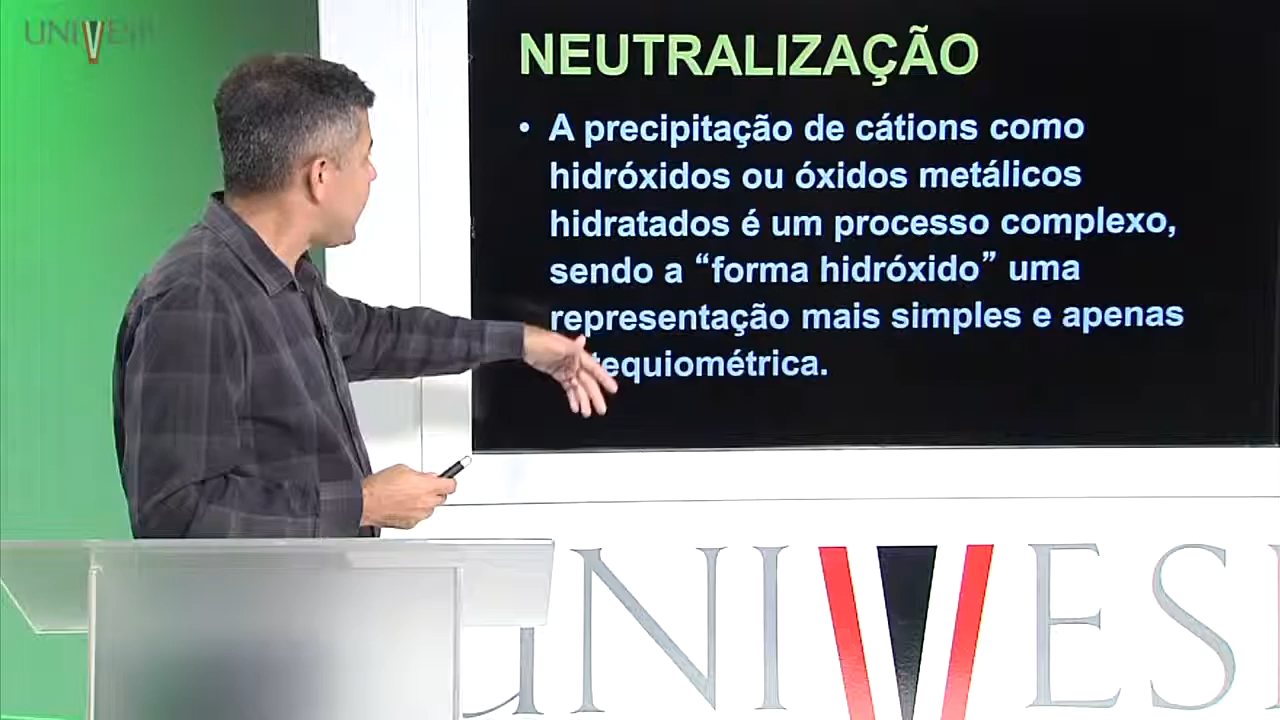 UNIVESP
NEUTRALIZAÇÃO
• A precipitação de cátions como
hidróxidos ou óxidos metálicos
hidratados é um processo complexo,
sendo a “forma hidróxido” uma
representação mais simples e apenas
tequiométrica.
UNIVES